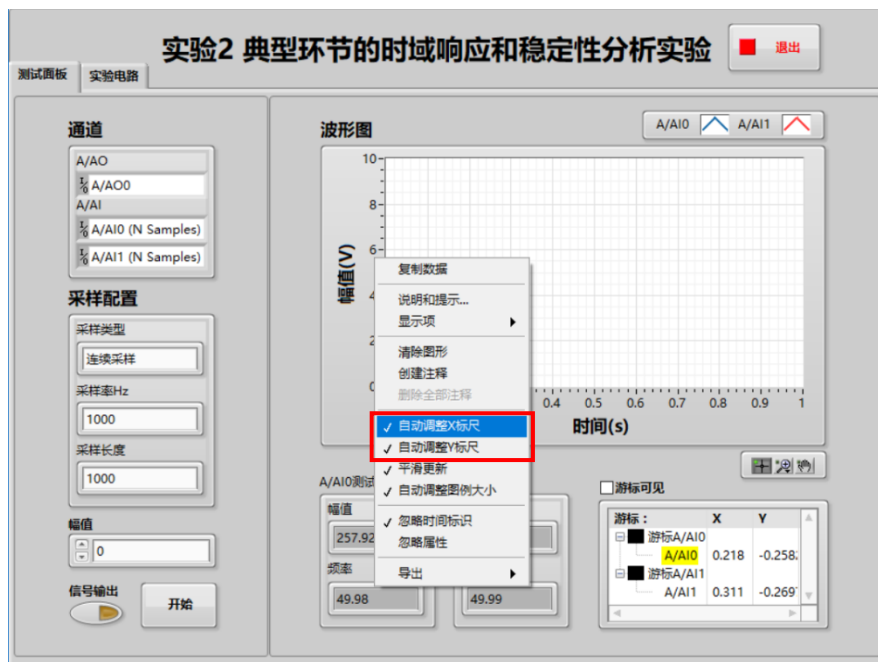 实验2 典型环节的时域响应和稳定性分析实验
退出
测试面板
实验电路
通道
A/AO
A/AO0
A/AI
A/AI0 (N Samples)
A/AI1 (N Samples)
采样配置
采样类型
连续采样
采样率Hz
1000
采样长度
1000
幅值
0
信号输出
开始
波形图
A/AI0
A/AI1
幅值(V)
10
8
6
4
2
0
0.4 0.5 0.6 0.7 0.8 0.9 1
时间(s)
复制数据
说明和提示...
显示项
清除图形
创建注释
删除全部注释
✓ 自动调整X标尺
✓ 自动调整Y标尺
✓ 平滑更新
✓ 自动调整图例大小
✓ 忽略时间标识
忽略属性
导出
A/AI0测试
幅值
257.92
频率
49.98
49.99
游标可见
游标： X Y
游标A/AI0
A/AI0 0.218 -0.258
游标A/AI1
A/AI1 0.311 -0.269